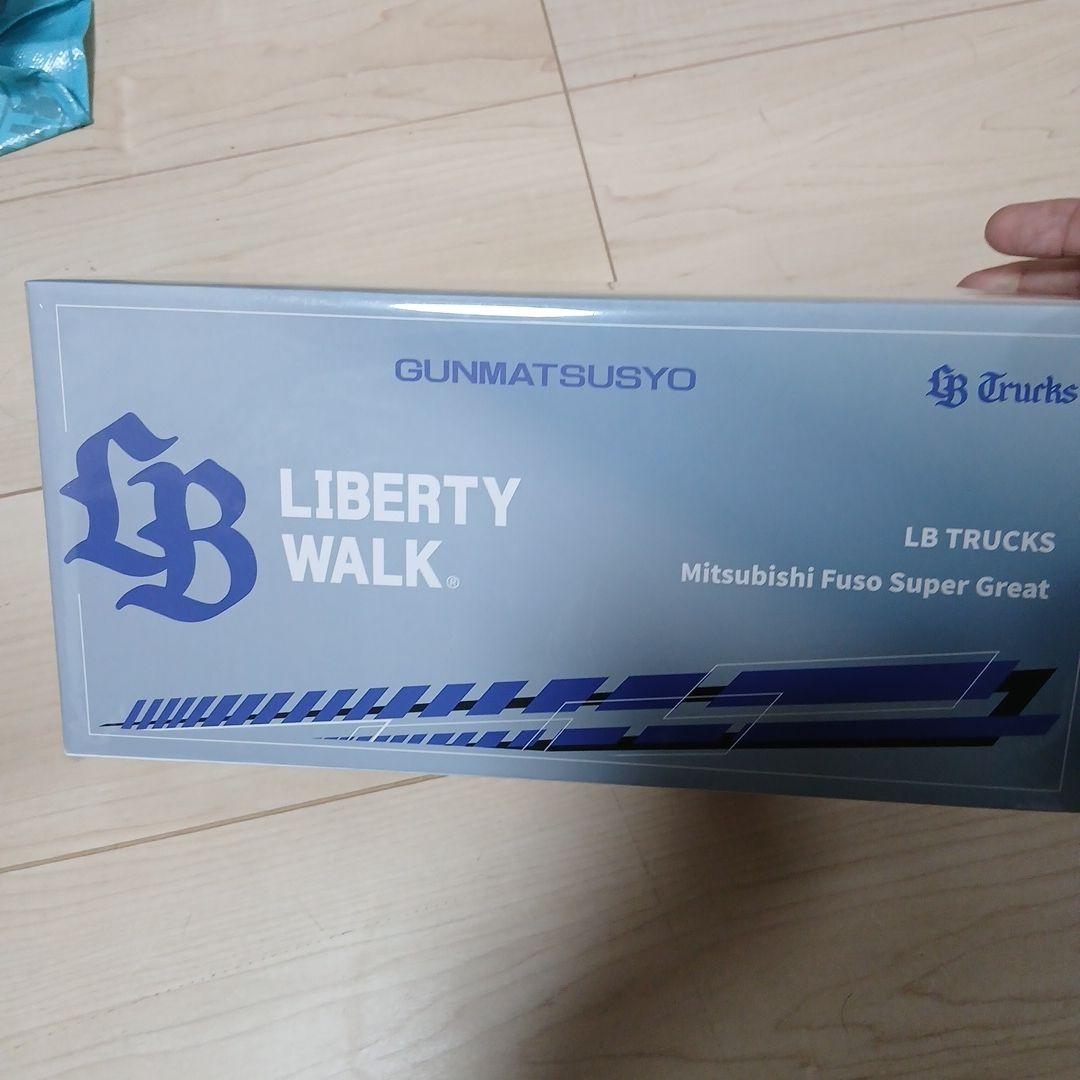 GUNMATSUSYO
LB Trucks
LB
LIBERTY
WALK®
LB TRUCKS
Mitsubishi Fuso Super Great